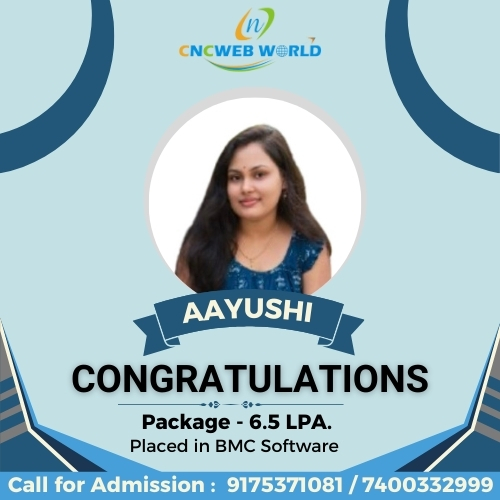 n
CNCWEB WORLD
AAYUSHI
CONGRATULATIONS
Package - 6.5 LPA.
Placed in BMC Software
Call for Admission : 9175371081 / 7400332999